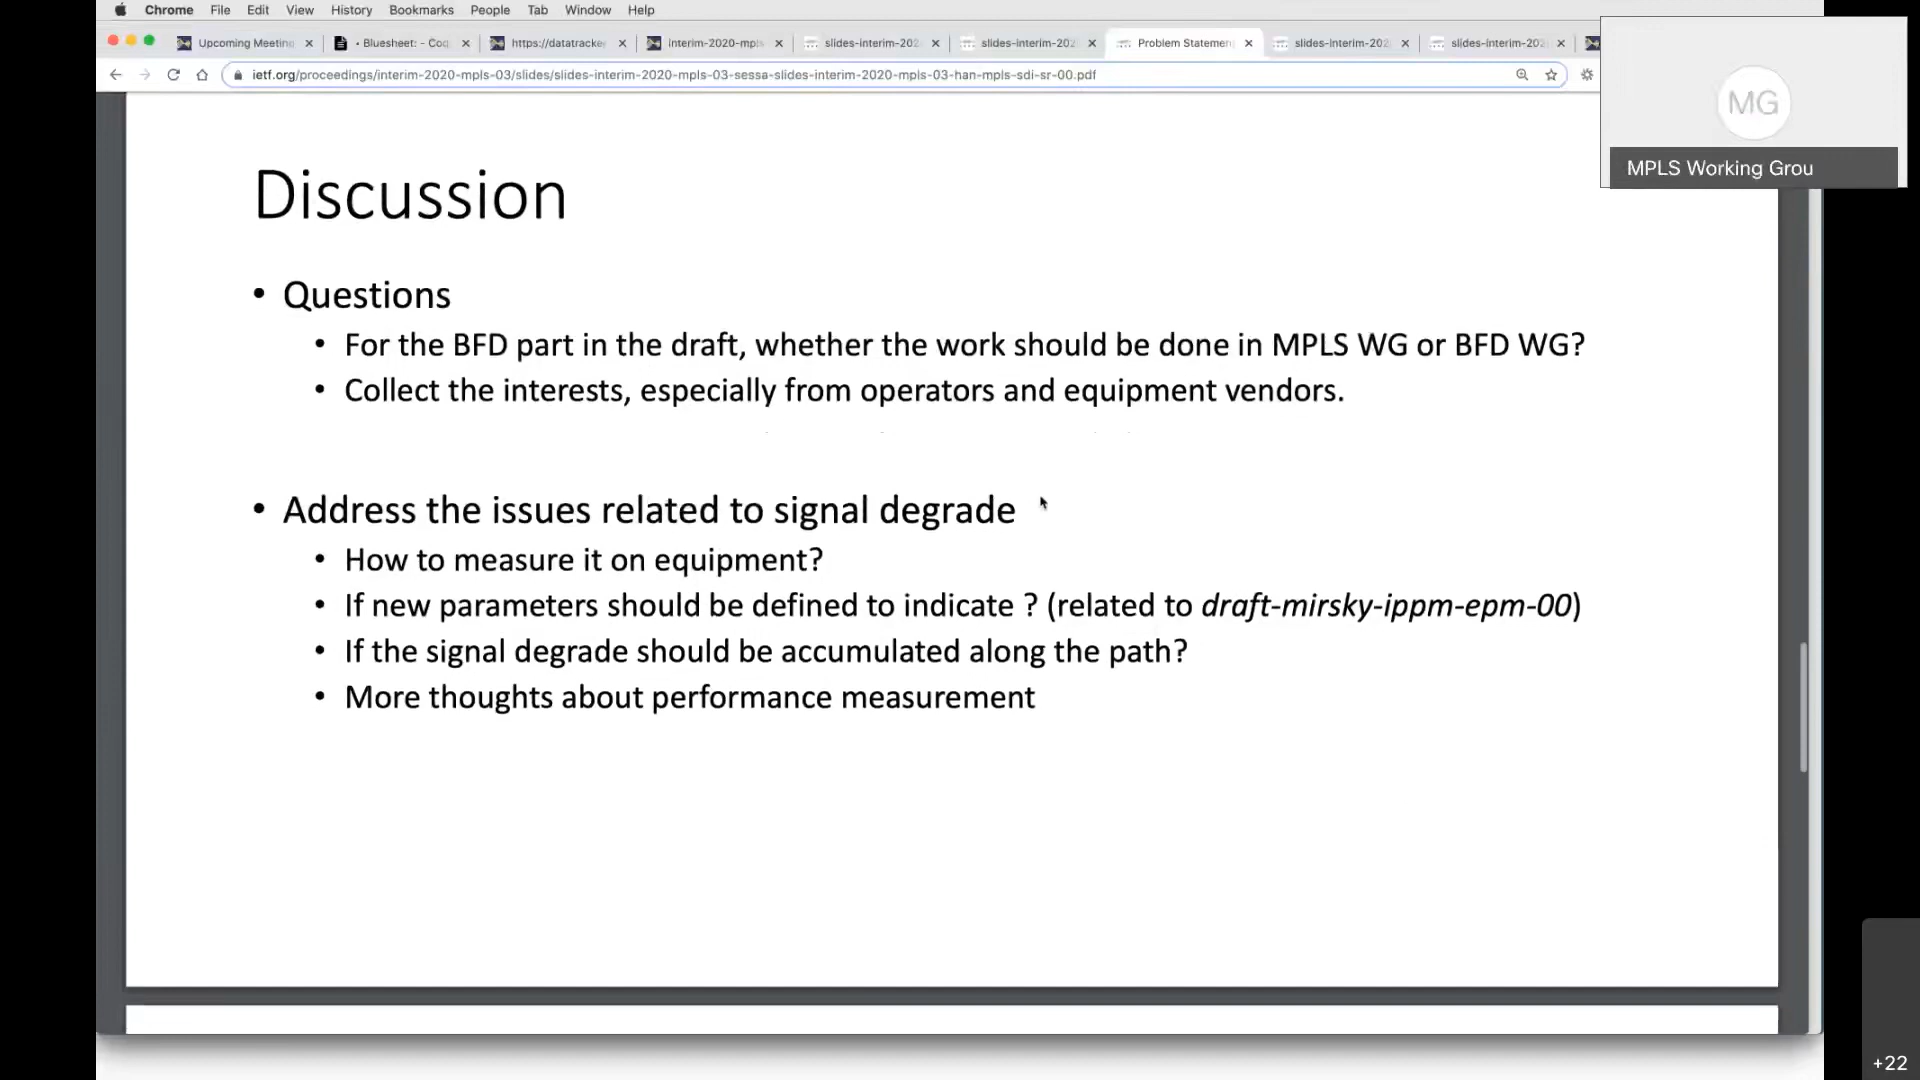 Chrome File Edit View History Bookmarks People Tab Window Help
Upcoming Meeting
• Bluesheet: - Cod
https://datatracke
interim-2020-mpls
slides-interim-202
slides-interim-202
Problem Statement
slides-interim-202
slides-interim-202
ietf.org/proceedings/interim-2020-mpls-03/slides/slides-interim-2020-mpls-03-sessa-slides-interim-2020-mpls-03-han-mpls-sdi-sr-00.pdf
MG
MPLS Working Grou
Discussion
• Questions
• For the BFD part in the draft, whether the work should be done in MPLS WG or BFD WG?
• Collect the interests, especially from operators and equipment vendors.
• Address the issues related to signal degrade
• How to measure it on equipment?
• If new parameters should be defined to indicate ? (related to draft-mirsky-ippm-epm-00)
• If the signal degrade should be accumulated along the path?
• More thoughts about performance measurement
+22